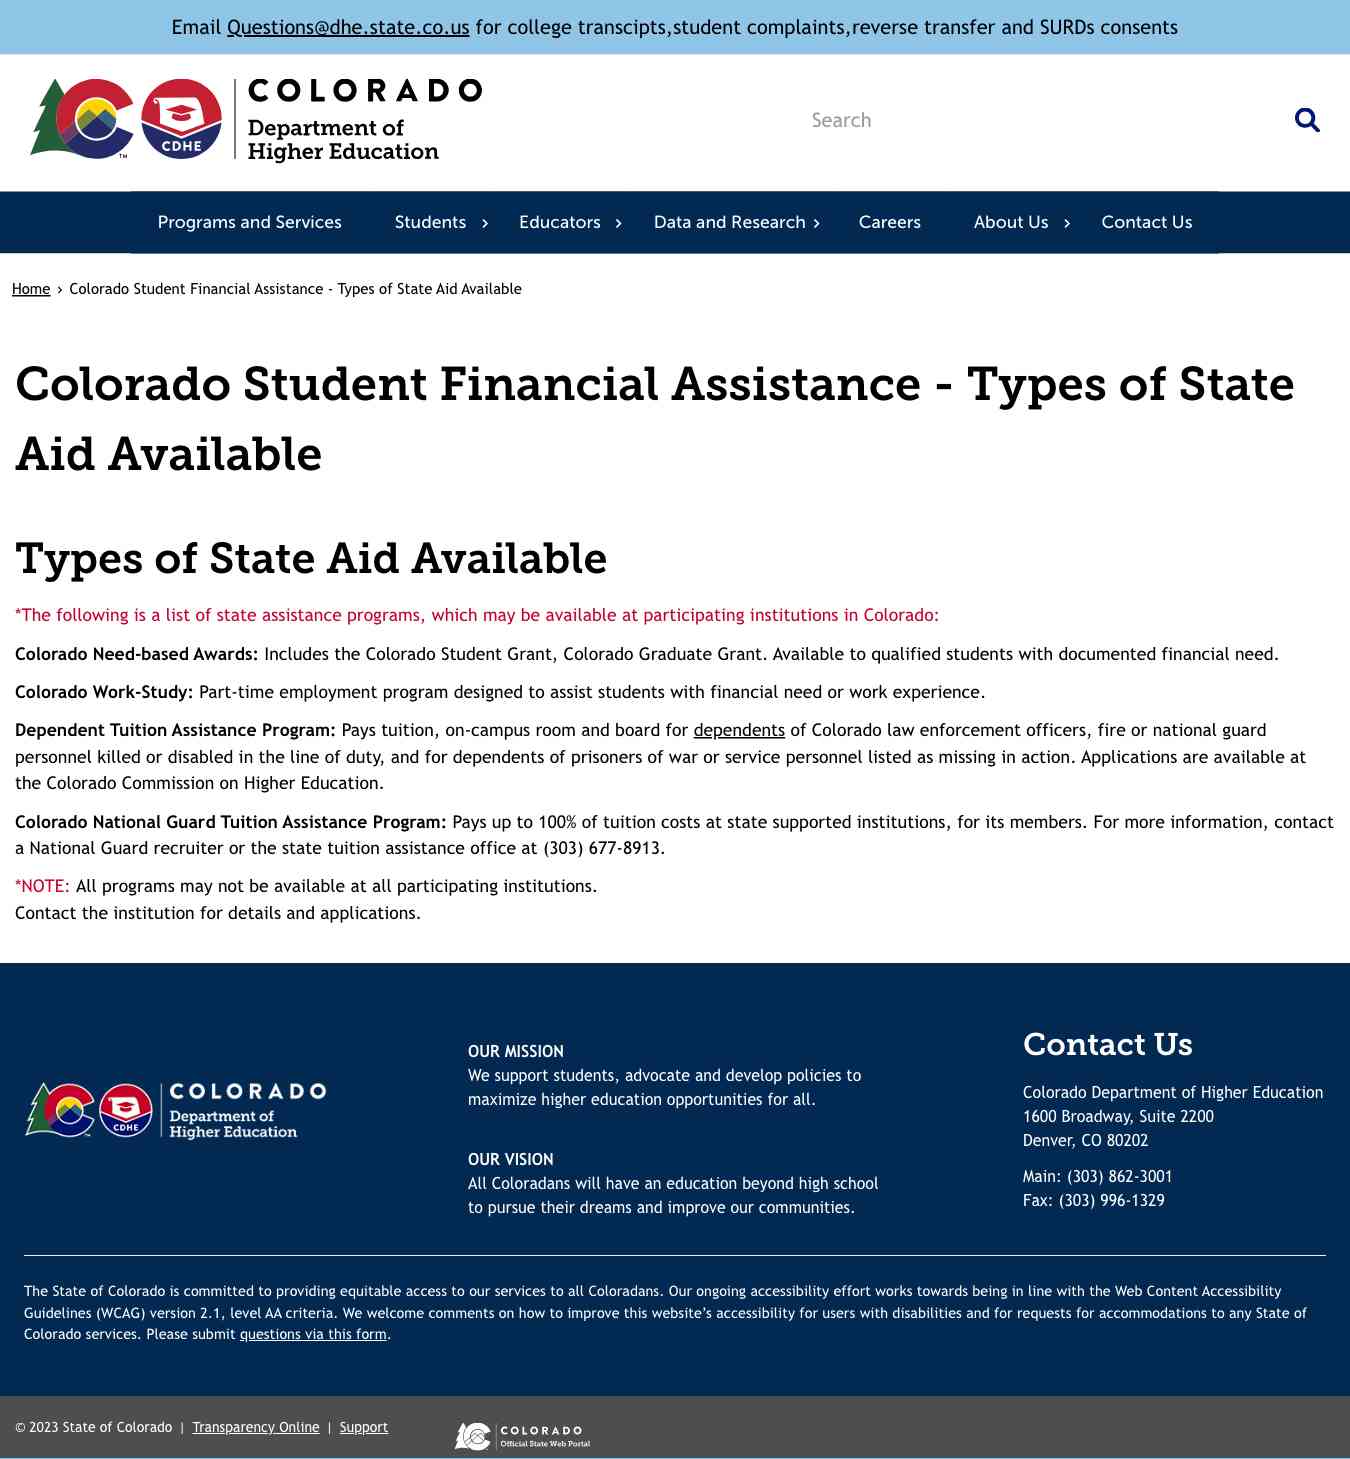 Email Questions@dhe.state.co.us for college transcipts,student complaints,reverse transfer and SURDs consents
COLORADO
Department of
Higher Education
CDHE
TM
Search
Programs and Services
Students
Educators
Data and Research
Careers
About Us
Contact Us
Home › Colorado Student Financial Assistance - Types of State Aid Available
Colorado Student Financial Assistance - Types of State
Aid Available
Types of State Aid Available
*The following is a list of state assistance programs, which may be available at participating institutions in Colorado:
Colorado Need-based Awards: Includes the Colorado Student Grant, Colorado Graduate Grant. Available to qualified students with documented financial need.
Colorado Work-Study: Part-time employment program designed to assist students with financial need or work experience.
Dependent Tuition Assistance Program: Pays tuition, on-campus room and board for dependents of Colorado law enforcement officers, fire or national guard
personnel killed or disabled in the line of duty, and for dependents of prisoners of war or service personnel listed as missing in action. Applications are available at
the Colorado Commission on Higher Education.
Colorado National Guard Tuition Assistance Program: Pays up to 100% of tuition costs at state supported institutions, for its members. For more information, contact
a National Guard recruiter or the state tuition assistance office at (303) 677-8913.
*NOTE: All programs may not be available at all participating institutions.
Contact the institution for details and applications.
COLORADO
Department of
Higher Education
CDHE
OUR MISSION
We support students, advocate and develop policies to
maximize higher education opportunities for all.
OUR VISION
All Coloradans will have an education beyond high school
to pursue their dreams and improve our communities.
Contact Us
Colorado Department of Higher Education
1600 Broadway, Suite 2200
Denver, CO 80202
Main: (303) 862-3001
Fax: (303) 996-1329
The State of Colorado is committed to providing equitable access to our services to all Coloradans. Our ongoing accessibility effort works towards being in line with the Web Content Accessibility
Guidelines (WCAG) version 2.1, level AA criteria. We welcome comments on how to improve this website’s accessibility for users with disabilities and for requests for accommodations to any State of
Colorado services. Please submit questions via this form.
© 2023 State of Colorado | Transparency Online | Support
COLORADO
Official State Web Portal